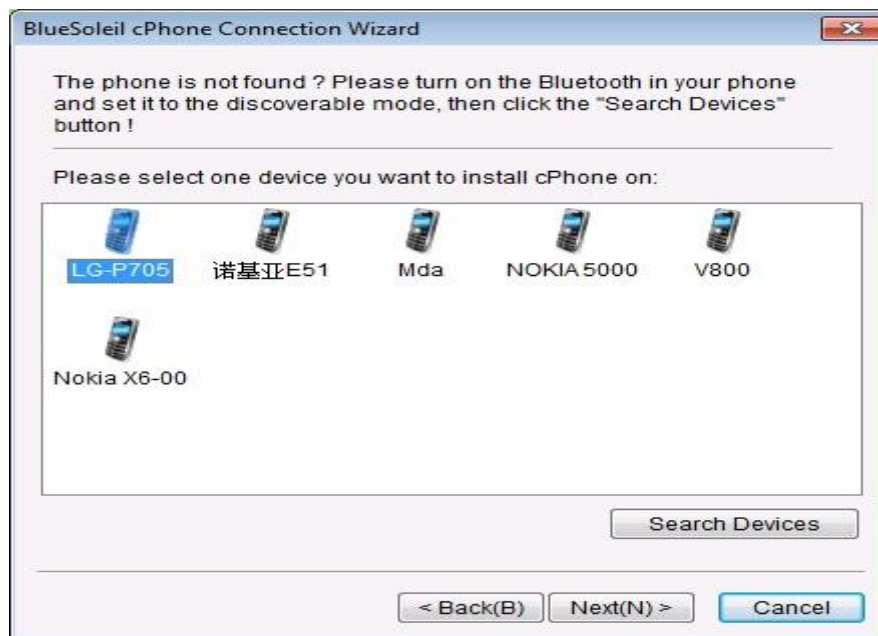 BlueSoleil cPhone Connection Wizard
The phone is not found ? Please turn on the Bluetooth in your phone
and set it to the discoverable mode, then click the "Search Devices"
button !
Please select one device you want to install cPhone on:
LG-P705 诺基亚E51 Mda NOKIA 5000 V800
Nokia X6-00
Search Devices
< Back(B) Next(N) > Cancel